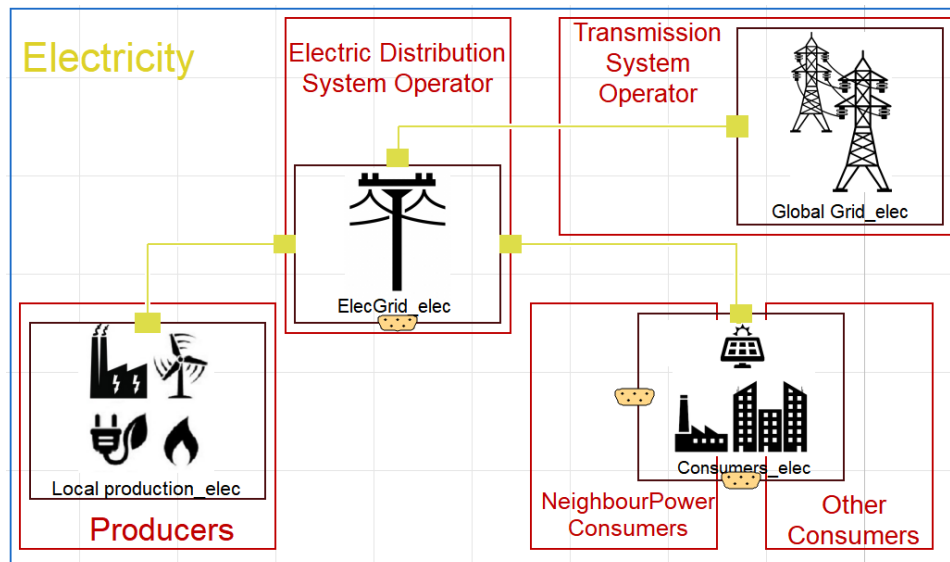 Electricity
Electric Distribution
System Operator
Transmission
System
Operator
Global Grid_elec
ElecGrid_elec
Local production_elec
Producers
Consumers_elec
NeighbourPower
Consumers
Other
Consumers